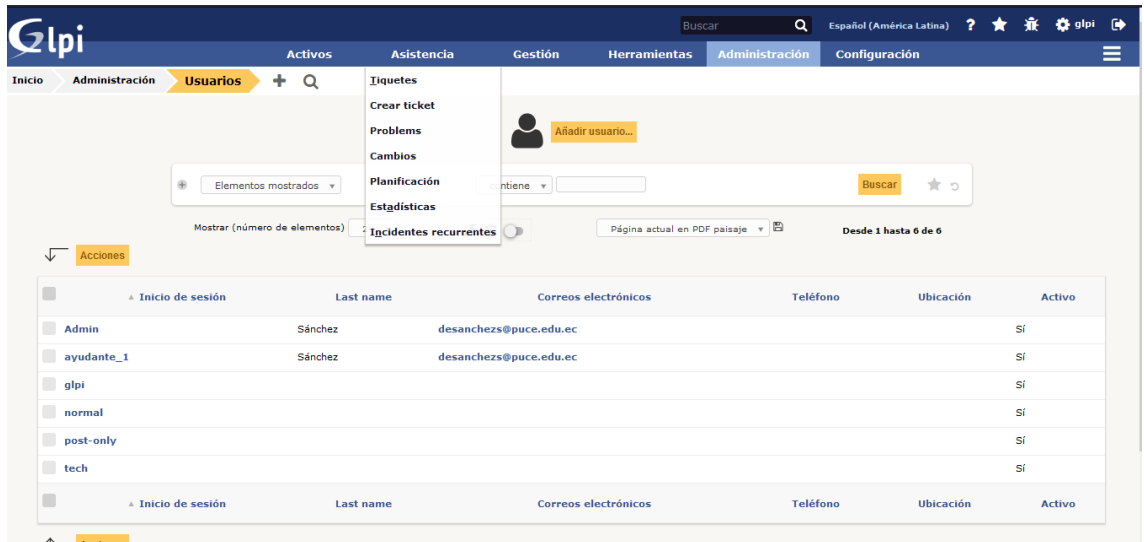 Glpi
Buscar
Español (América Latina) ? glpi
Activos Asistencia Gestión Herramientas Administración Configuración
Inicio Administración Usuarios
Tiquetes
Crear ticket
Problems
Cambios
Planificación
Estadísticas
Incidentes recurrentes
Añadir usuario...
Elementos mostrados
Buscar
Mostrar (número de elementos) Página actual en PDF paisaje Desde 1 hasta 6 de 6
Acciones
Inicio de sesión Last name Correos electrónicos Teléfono Ubicación Activo
Admin Sánchez desanchezs@puce.edu.ec Sí
ayudante_1 Sánchez desanchezs@puce.edu.ec Sí
glpi Sí
normal Sí
post-only Sí
tech Sí
Inicio de sesión Last name Correos electrónicos Teléfono Ubicación Activo